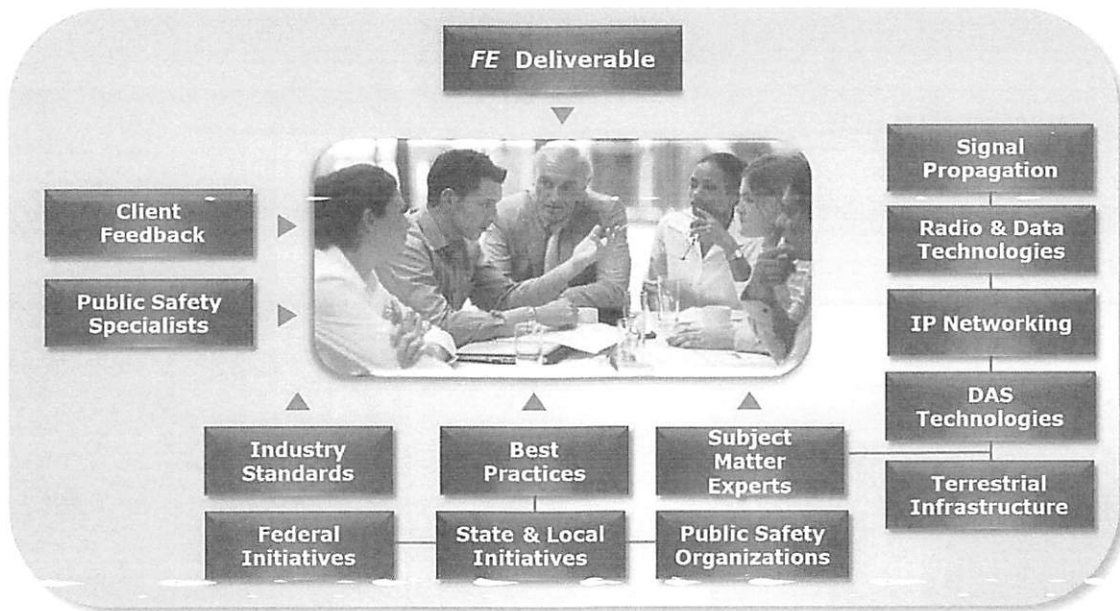 FE Deliverable
Client
Feedback
Public Safety
Specialists
Signal
Propagation
Radio & Data
Technologies
IP Networking
DAS
Technologies
Terrestrial
Infrastructure
Industry
Standards
Best
Practices
Subject
Matter
Experts
Federal
Initiatives
State & Local
Initiatives
Public Safety
Organizations